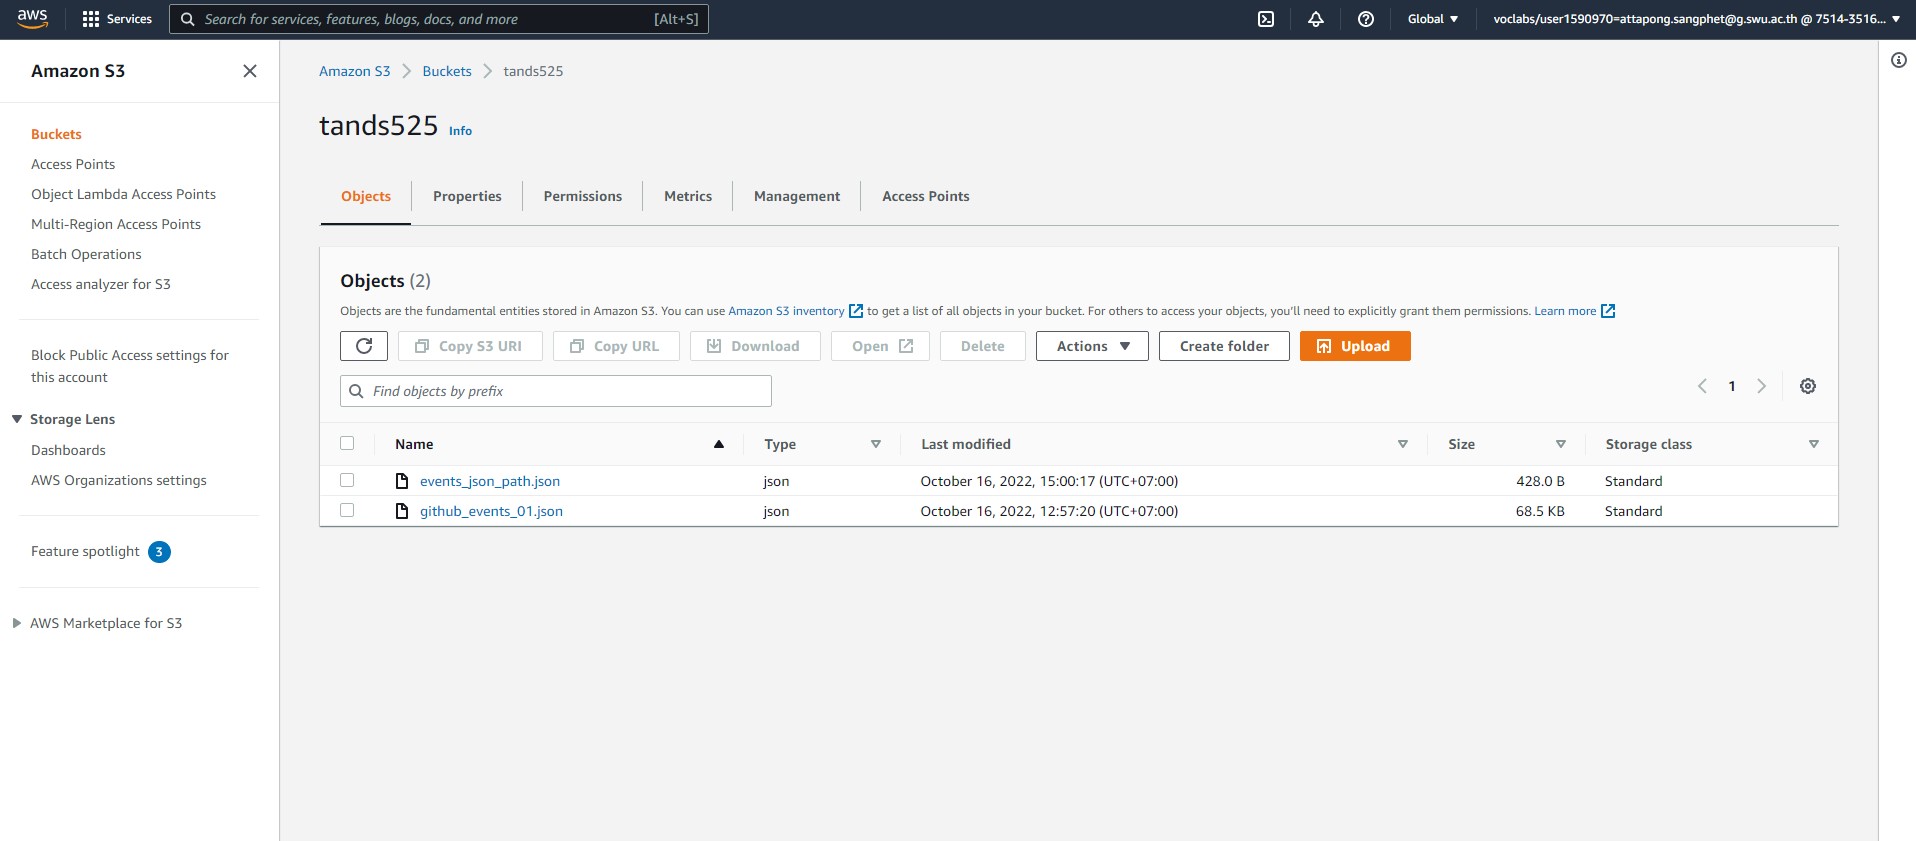 aws Services Search for services, features, blogs, docs, and more [Alt+S] Global voclabs/user1590970=attapong.sangphet@g.swu.ac.th @ 7514-3516...
Amazon S3
Buckets
Access Points
Object Lambda Access Points
Multi-Region Access Points
Batch Operations
Access analyzer for S3
Block Public Access settings for
this account
Storage Lens
Dashboards
AWS Organizations settings
Feature spotlight 3
AWS Marketplace for S3
Amazon S3 Buckets tands525
tands525 Info
Objects Properties Permissions Metrics Management Access Points
Objects (2)
Objects are the fundamental entities stored in Amazon S3. You can use Amazon S3 inventory to get a list of all objects in your bucket. For others to access your objects, you'll need to explicitly grant them permissions. Learn more
Copy S3 URI Copy URL Download Open Delete Actions Create folder Upload
Find objects by prefix 1
Name Type Last modified Size Storage class
events_json_path.json json October 16, 2022, 15:00:17 (UTC+07:00) 428.0 B Standard
github_events_01.json json October 16, 2022, 12:57:20 (UTC+07:00) 68.5 KB Standard